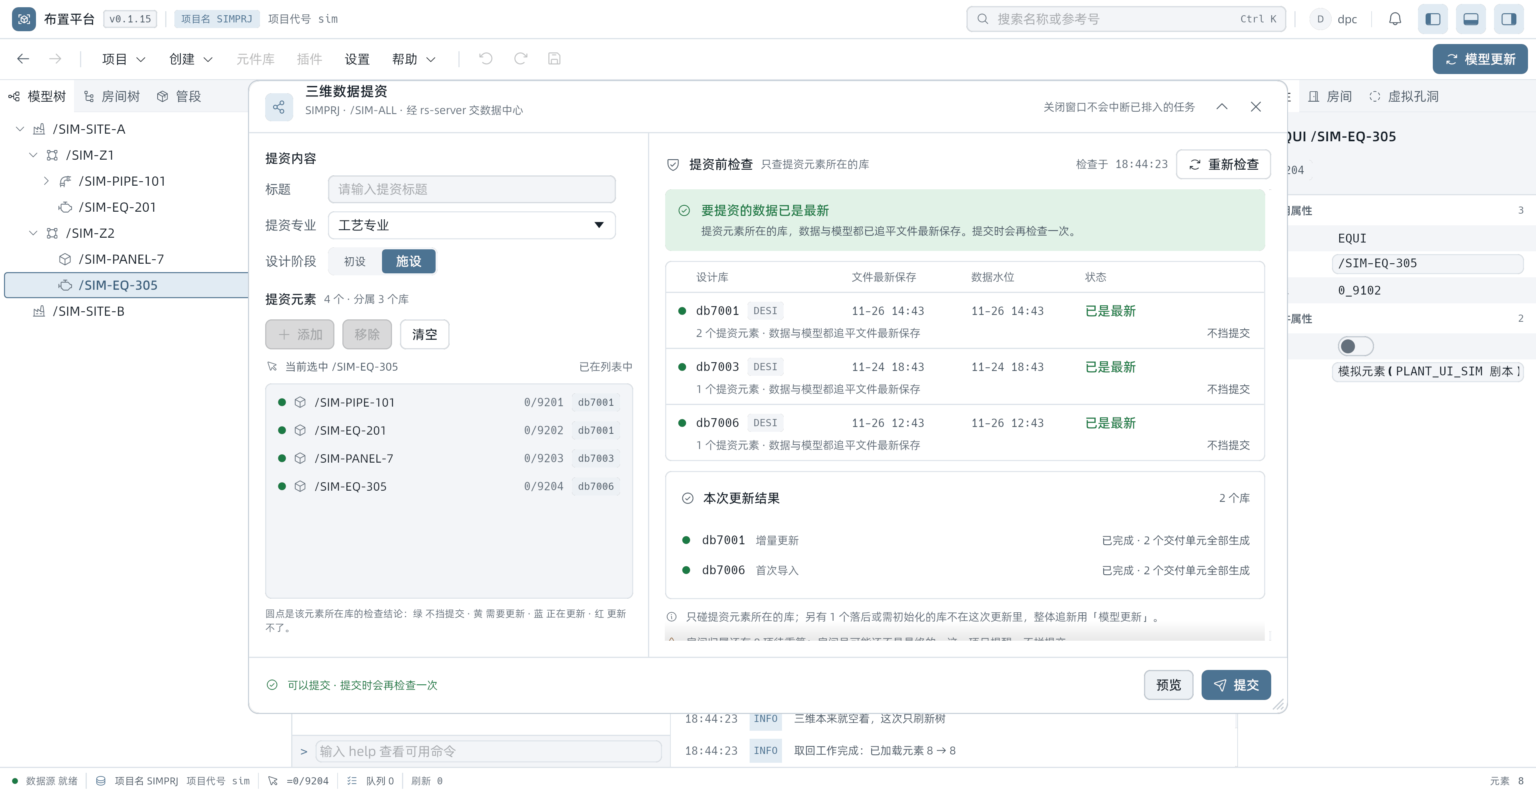 布置平台 v0.1.15 项目名 SIMPRJ 项目代号 sim 搜索名称或参考号 Ctrl K D dpc
项目 创建 元件库 插件 设置 帮助 模型更新
模型树 房间树 管段
/SIM-SITE-A
/SIM-Z1
/SIM-PIPE-101
/SIM-EQ-201
/SIM-Z2
/SIM-PANEL-7
/SIM-EQ-305
/SIM-SITE-B
三维数据提资
SIMPRJ · /SIM-ALL · 经 rs-server 交数据中心
关闭窗口不会中断已排入的任务
提资内容
标题 请输入提资标题
提资专业 工艺专业
设计阶段 初设 施设
提资元素 4 个 · 分属 3 个库
添加 移除 清空
当前选中 /SIM-EQ-305 已在列表中
/SIM-PIPE-101 0/9201 db7001
/SIM-EQ-201 0/9202 db7001
/SIM-PANEL-7 0/9203 db7003
/SIM-EQ-305 0/9204 db7006
圆点是该元素所在库的检查结论：绿 不挡提交 · 黄 需要更新 · 蓝 正在更新 · 红 更新
不了。
提资前检查 只查提资元素所在的库 检查于 18:44:23 重新检查
要提资的数据已是最新
提资元素所在的库，数据与模型都已追平文件最新保存。提交时会再检查一次。
设计库 文件最新保存 数据水位 状态
db7001 DESI 11-26 14:43 11-26 14:43 已是最新
2 个提资元素 · 数据与模型都追平文件最新保存 不挡提交
db7003 DESI 11-24 18:43 11-24 18:43 已是最新
1 个提资元素 · 数据与模型都追平文件最新保存 不挡提交
db7006 DESI 11-26 12:43 11-26 12:43 已是最新
1 个提资元素 · 数据与模型都追平文件最新保存 不挡提交
本次更新结果 2 个库
db7001 增量更新 已完成 · 2 个交付单元全部生成
db7006 首次导入 已完成 · 2 个交付单元全部生成
只碰提资元素所在的库；另有 1 个落后或需初始化的库不在这次更新里，整体追新用「模型更新」。
可以提交 · 提交时会再检查一次 预览 提交
房间 虚拟孔洞
QUI /SIM-EQ-305
204
属性 3
EQUI
/SIM-EQ-305
0_9102
属性 2
模拟元素(PLANT_UI_SIM 剧本)
18:44:23 INFO 三维本来就空着，这次只刷新树
18:44:23 INFO 取回工作完成：已加载元素 8 → 8
> 输入 help 查看可用命令
数据源 就绪 项目名 SIMPRJ 项目代号 sim =0/9204 队列 0 刷新 0 元素 8